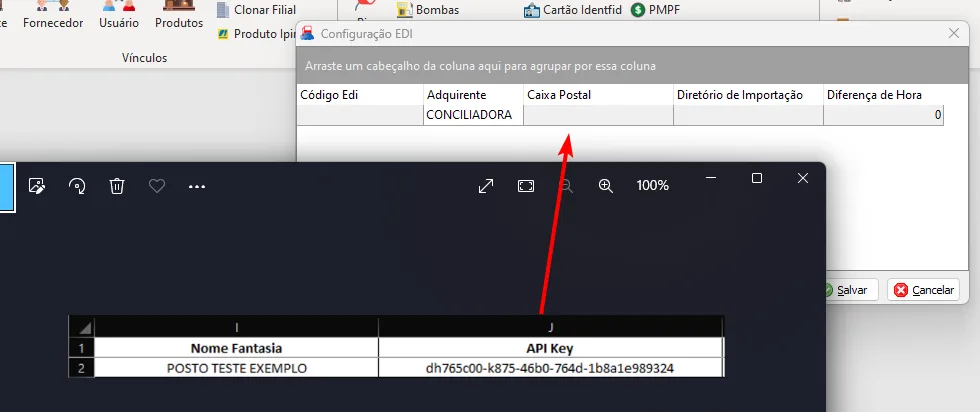 Fornecedor
Usuário
Produtos
Clonar Filial
Produto Ipir
Vínculos
Bombas
Cartão Identfid
PMPF
Configuração EDI
Arraste um cabeçalho da coluna aqui para agrupar por essa coluna
Código Edi Adquirente Caixa Postal Diretório de Importação Diferença de Hora
CONCILIADORA 0
100%
Salvar Cancelar
I J
1 Nome Fantasia API Key
2 POSTO TESTE EXEMPLO dh765c00-k875-46b0-764d-1b8a1e989324